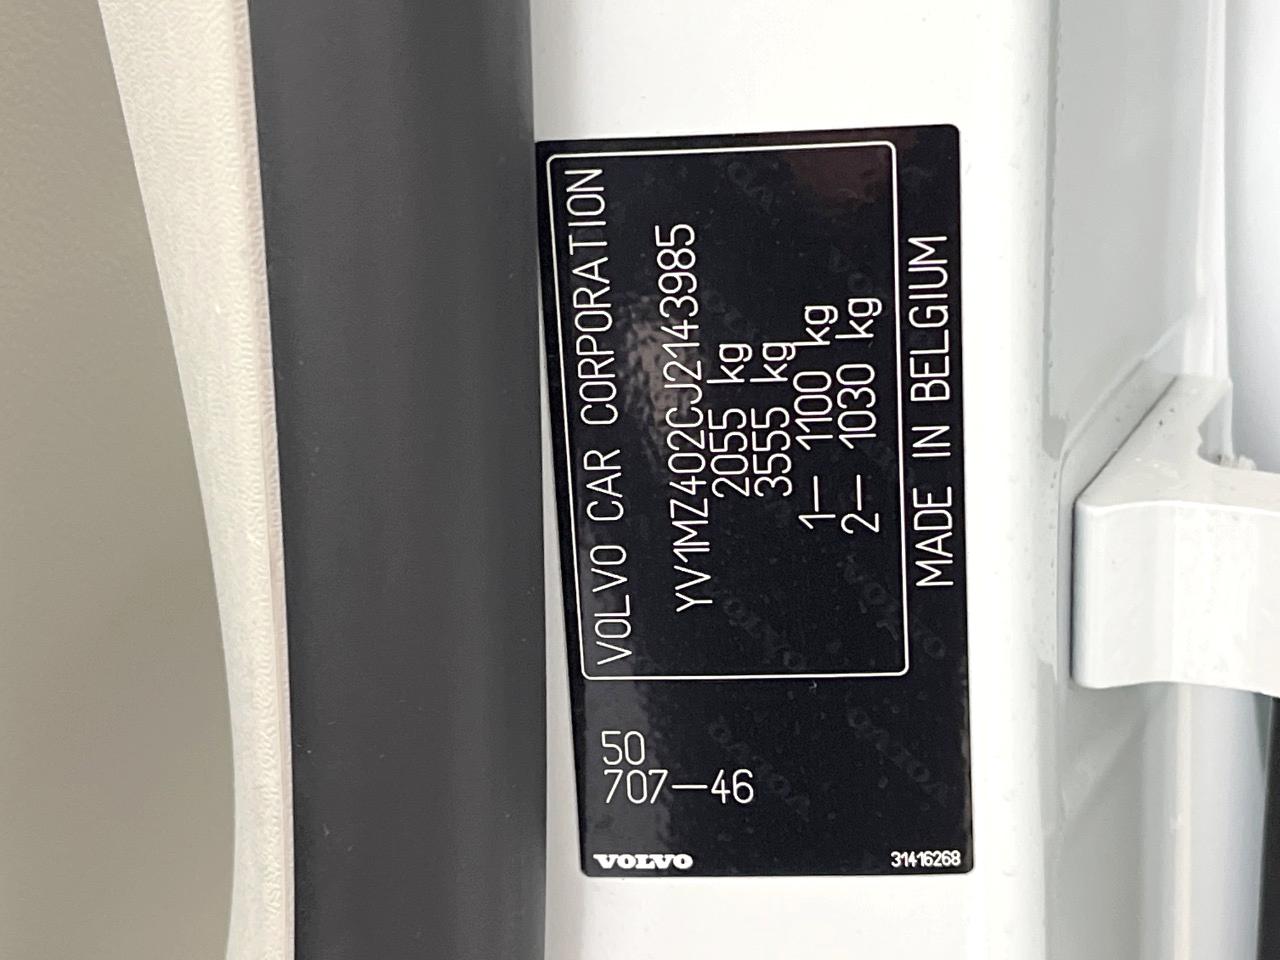 VOLVO CAR CORPORATION
YV1MZ402CJ2143985
2055 kg
3555 kg
1— 1100 kg
2— 1030 kg
MADE IN BELGIUM
50
707—46
VOLVO
31416268